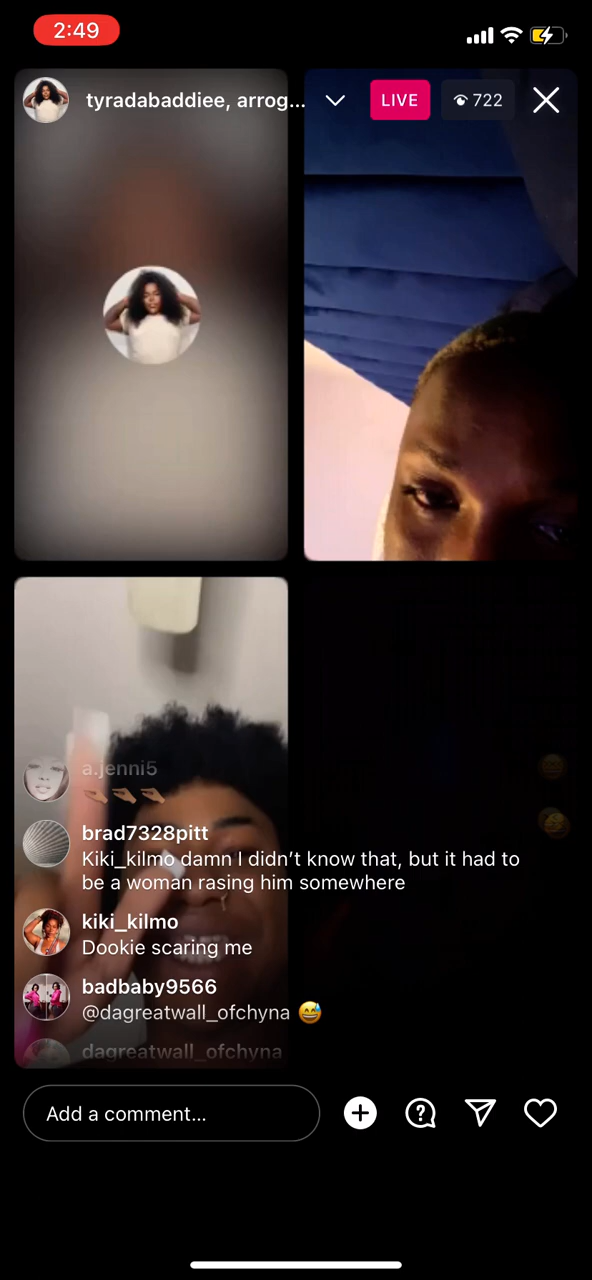 2:49
tyradabaddiee, arrog...
LIVE
722
a.jenni5
brad7328pitt
Kiki_kilmo damn I didn’t know that, but it had to
be a woman rasing him somewhere
kiki_kilmo
Dookie scaring me
badbaby9566
@dagreatwall_ofchyna 😅
dagreatwall_ofchyna
Add a comment...